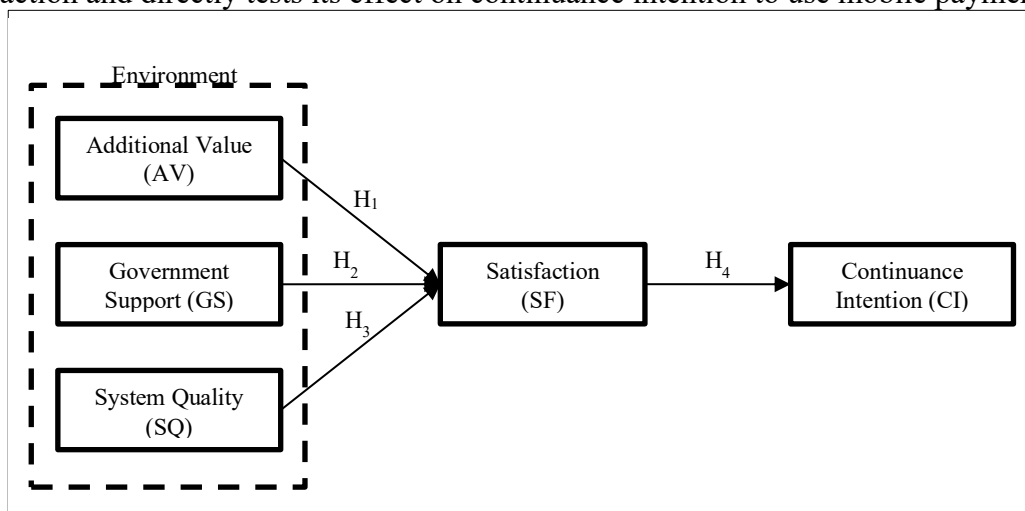 action and directly tests its effect on continuance intention to use mobile paymen
Environment
Additional Value
(AV)
H₁
Government
Support (GS)
H₂
Satisfaction
(SF)
H₄
Continuance
Intention (CI)
H₃
System Quality
(SQ)